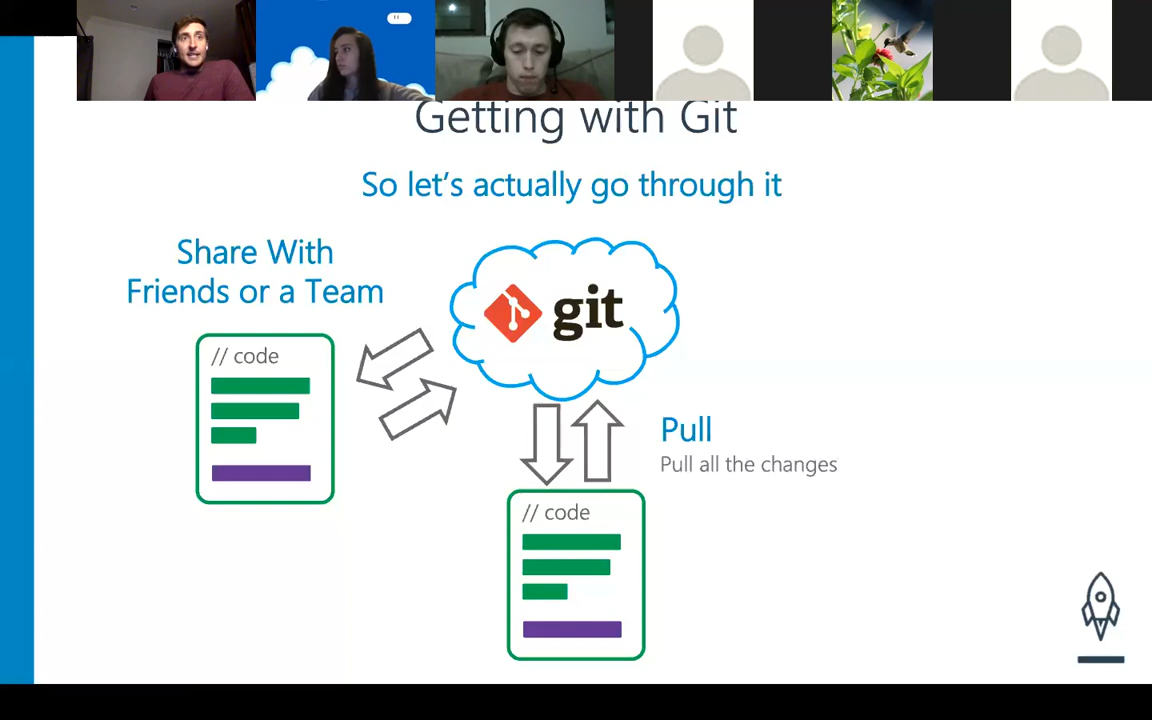 Getting with Git
So let's actually go through it
Share With
Friends or a Team
git
// code
Pull
Pull all the changes
// code